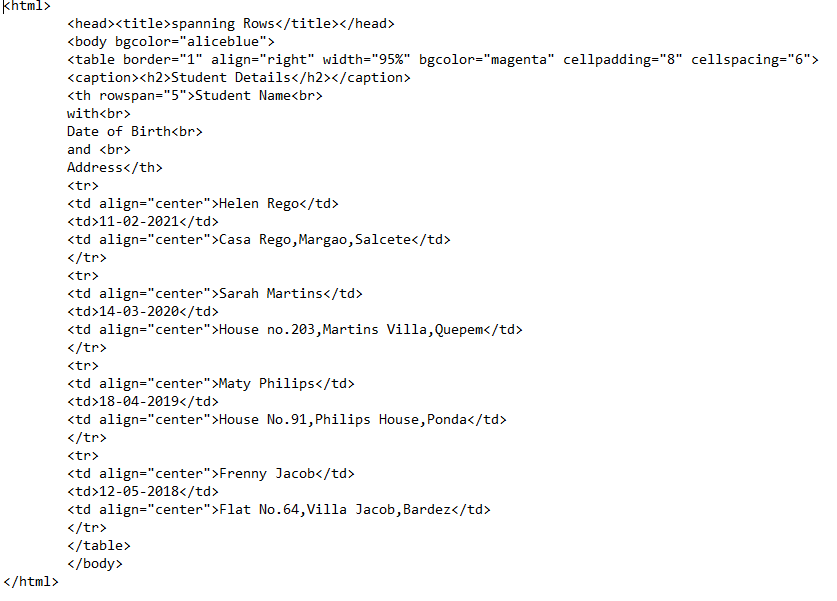 <html>
<head><title>spanning Rows</title></head>
<body bgcolor="aliceblue">
<table border="1" align="right" width="95%" bgcolor="magenta" cellpadding="8" cellspacing="6">
<caption><h2>Student Details</h2></caption>
<th rowspan="5">Student Name<br>
with<br>
Date of Birth<br>
and <br>
Address</th>
<tr>
<td align="center">Helen Rego</td>
<td>11-02-2021</td>
<td align="center">Casa Rego,Margao,Salcete</td>
</tr>
<tr>
<td align="center">Sarah Martins</td>
<td>14-03-2020</td>
<td align="center">House no.203,Martins Villa,Quepem</td>
</tr>
<tr>
<td align="center">Maty Philips</td>
<td>18-04-2019</td>
<td align="center">House No.91,Philips House,Ponda</td>
</tr>
<tr>
<td align="center">Frenny Jacob</td>
<td>12-05-2018</td>
<td align="center">Flat No.64,Villa Jacob,Bardez</td>
</tr>
</table>
</body>
</html>